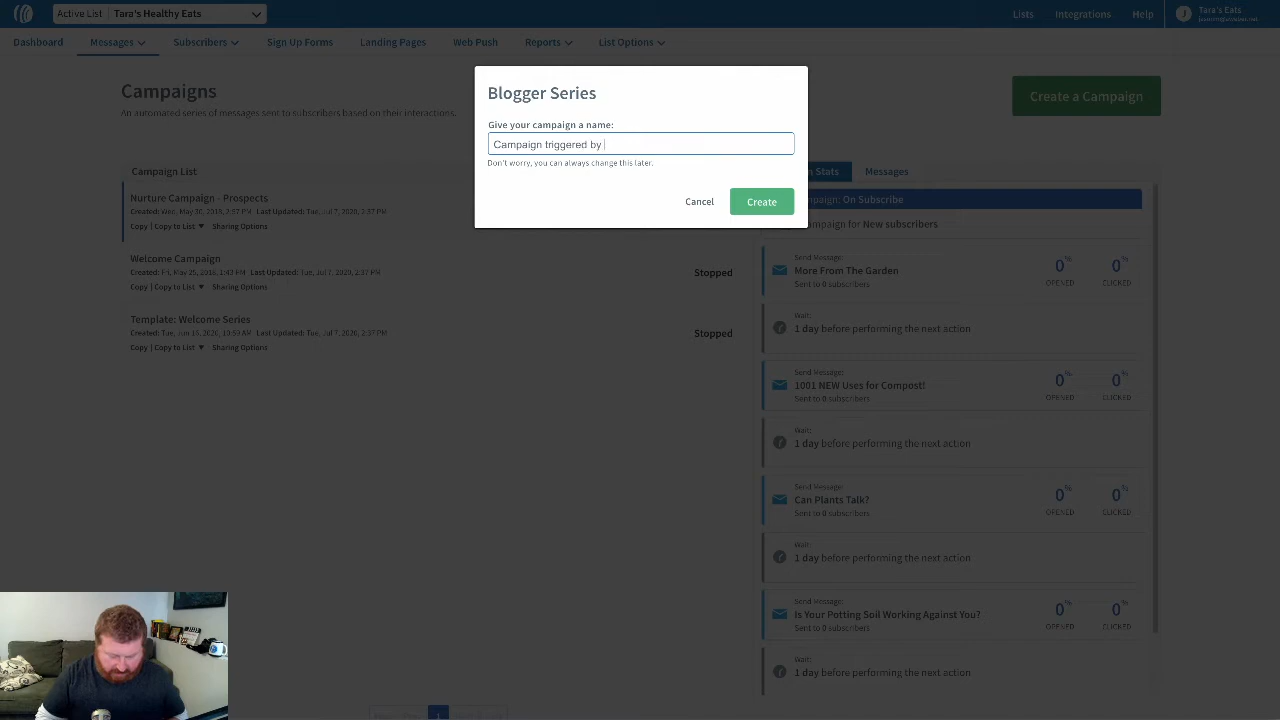 Active List Tara's Healthy Eats
Lists Integrations Help
Tara's Eats
Dashboard Messages Subscribers Sign Up Forms Landing Pages Web Push Reports List Options
Campaigns
An automated series of messages sent to subscribers based on their interactions.
Create a Campaign
Blogger Series
Give your campaign a name:
Campaign triggered by
Don't worry, you can always change this later.
Cancel Create
Campaign List
Nurture Campaign - Prospects
Created: Wed, May 30, 2018, 2:37 PM Last Updated: Tue, Jul 7, 2020, 2:37 PM
Copy | Copy to List Sharing Options
Welcome Campaign
Created: Fri, May 25, 2018, 1:43 PM Last Updated: Tue, Jul 7, 2020, 2:37 PM
Copy | Copy to List Sharing Options
Stopped
Template: Welcome Series
Created: Tue, Jun 16, 2020, 10:59 AM Last Updated: Tue, Jul 7, 2020, 2:37 PM
Copy | Copy to List Sharing Options
Stopped
Stats Messages
On Subscribe
for New subscribers
Send Message:
More From The Garden
Sent to 0 subscribers
0% OPENED 0% CLICKED
Wait:
1 day before performing the next action
Send Message:
1001 NEW Uses for Compost!
Sent to 0 subscribers
0% OPENED 0% CLICKED
Wait:
1 day before performing the next action
Send Message:
Can Plants Talk?
Sent to 0 subscribers
0% OPENED 0% CLICKED
Wait:
1 day before performing the next action
Send Message:
Is Your Potting Soil Working Against You?
Sent to 0 subscribers
0% OPENED 0% CLICKED
Wait:
1 day before performing the next action
1